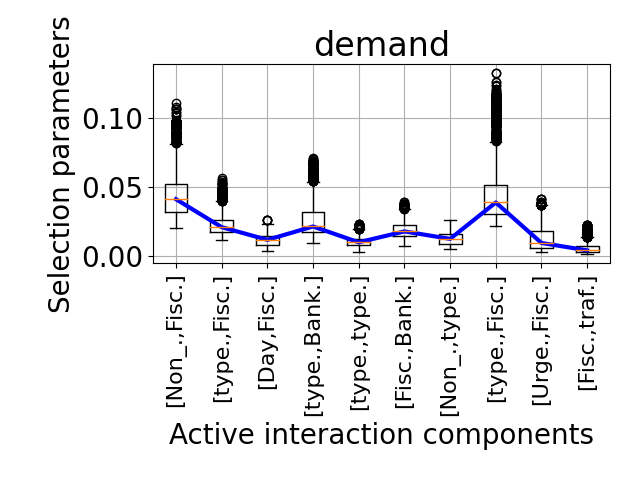 demand
Selection parameters
0.10
0.05
0.00
[Non_.,Fisc.]
[type.,Fisc.]
[Day,Fisc.]
[type.,Bank.]
[type.,type.]
[Fisc.,Bank.]
[Non_.,type.]
[type.,Fisc.]
[Urge.,Fisc.]
[Fisc.,traf.]
Active interaction components